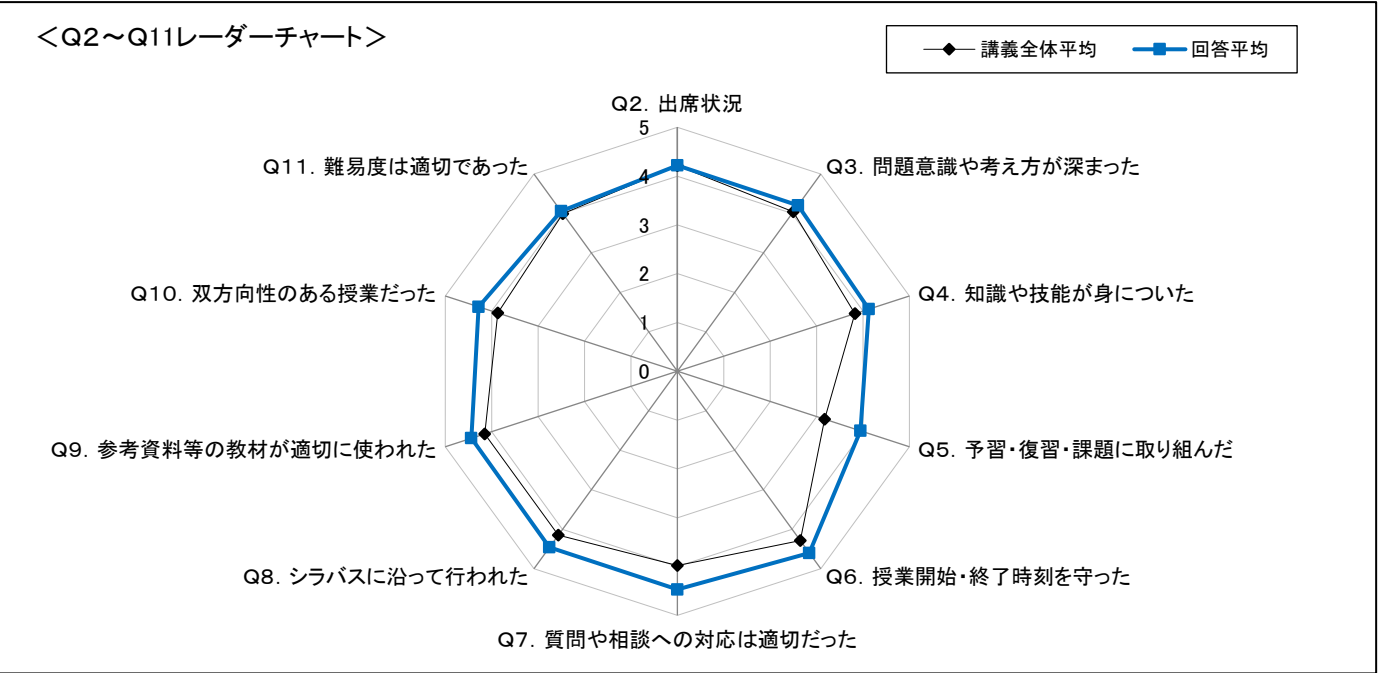 ＜Q2～Q11レーダーチャート＞
講義全体平均
回答平均
Q2．出席状況
Q3．問題意識や考え方が深まった
Q4．知識や技能が身についた
Q5．予習・復習・課題に取り組んだ
Q6．授業開始・終了時刻を守った
Q7．質問や相談への対応は適切だった
Q8．シラバスに沿って行われた
Q9．参考資料等の教材が適切に使われた
Q10．双方向性のある授業だった
Q11．難易度は適切であった
5
4
3
2
1
0